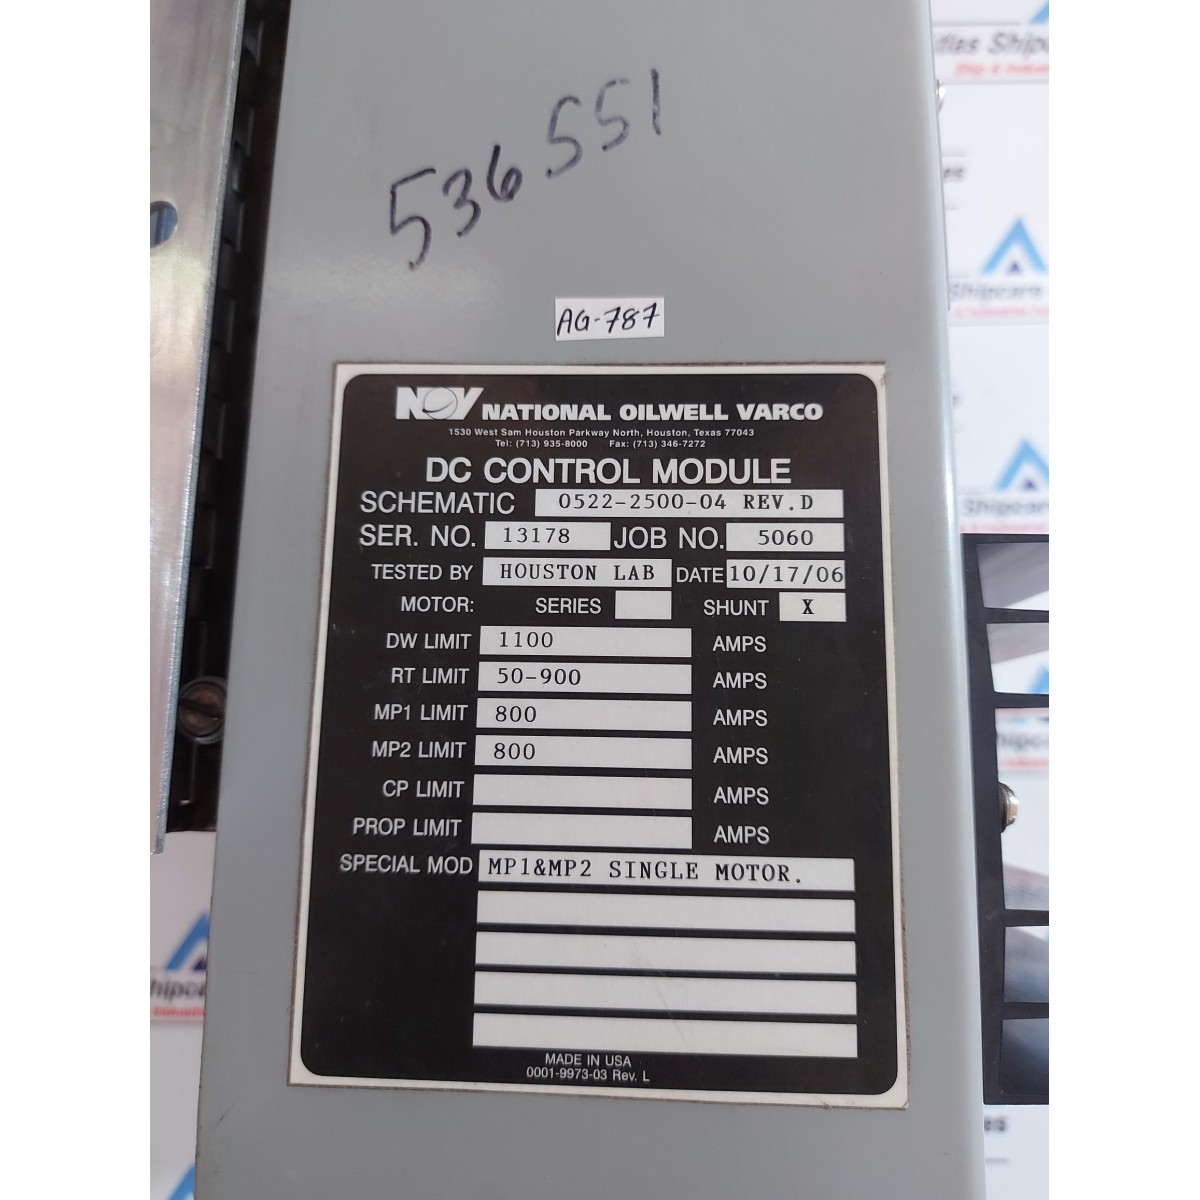 536551
AG-787
NOV NATIONAL OILWELL VARCO
1530 West Sam Houston Parkway North, Houston, Texas 77043
Tel: (713) 935-8000 Fax: (713) 346-7272
DC CONTROL MODULE
SCHEMATIC 0522-2500-04 REV.D
SER. NO. 13178 JOB NO. 5060
TESTED BY HOUSTON LAB DATE 10/17/06
MOTOR: SERIES SHUNT X
DW LIMIT 1100 AMPS
RT LIMIT 50-900 AMPS
MP1 LIMIT 800 AMPS
MP2 LIMIT 800 AMPS
CP LIMIT AMPS
PROP LIMIT AMPS
SPECIAL MOD MP1&MP2 SINGLE MOTOR.
MADE IN USA
0001-9973-03 Rev. L
Shipcare
Shipcare